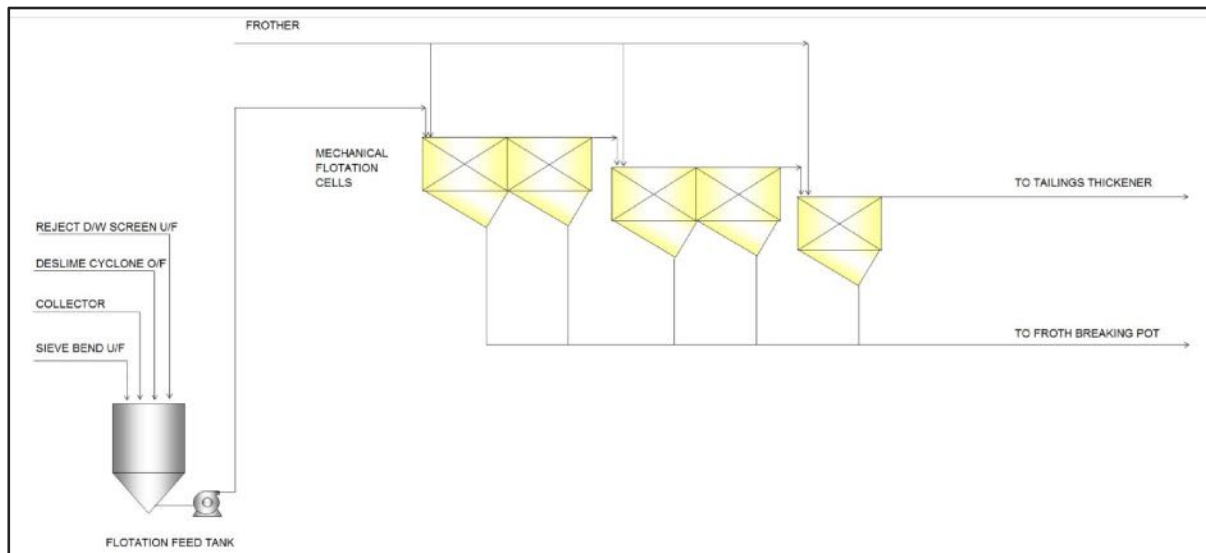 FROTHER
MECHANICAL
FLOTATION
CELLS
TO TAILINGS THICKENER
REJECT D/W SCREEN U/F
DESLIME CYCLONE O/F
COLLECTOR
SIEVE BEND U/F
TO FROTH BREAKING POT
FLOTATION FEED TANK